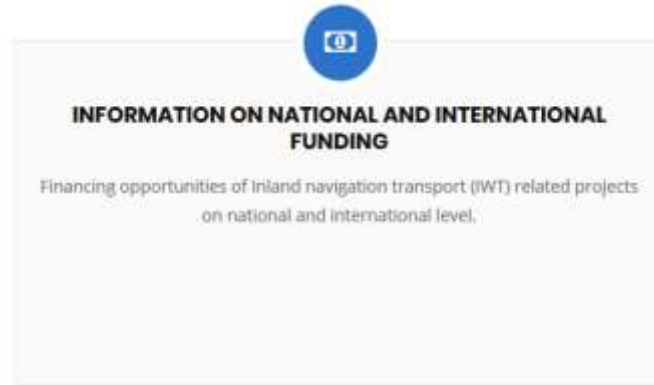 INFORMATION ON NATIONAL AND INTERNATIONAL
FUNDING
Financing opportunities of Inland navigation transport (IWT) related projects
on national and international level.